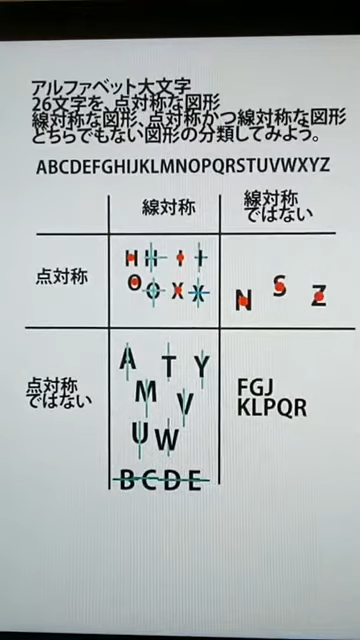 アルファベット大文字
26文字を、点対称な図形
線対称な図形、点対称かつ線対称な図形
どちらでもない図形の分類してみよう。
ABCDEFGHIJKLMNOPQRSTUVWXYZ
線対称
線対称
ではない
点対称
H H I I
O O X X
N S Z
点対称
ではない
A T Y
M V
U W
B C D E
FGJ
KLPQR